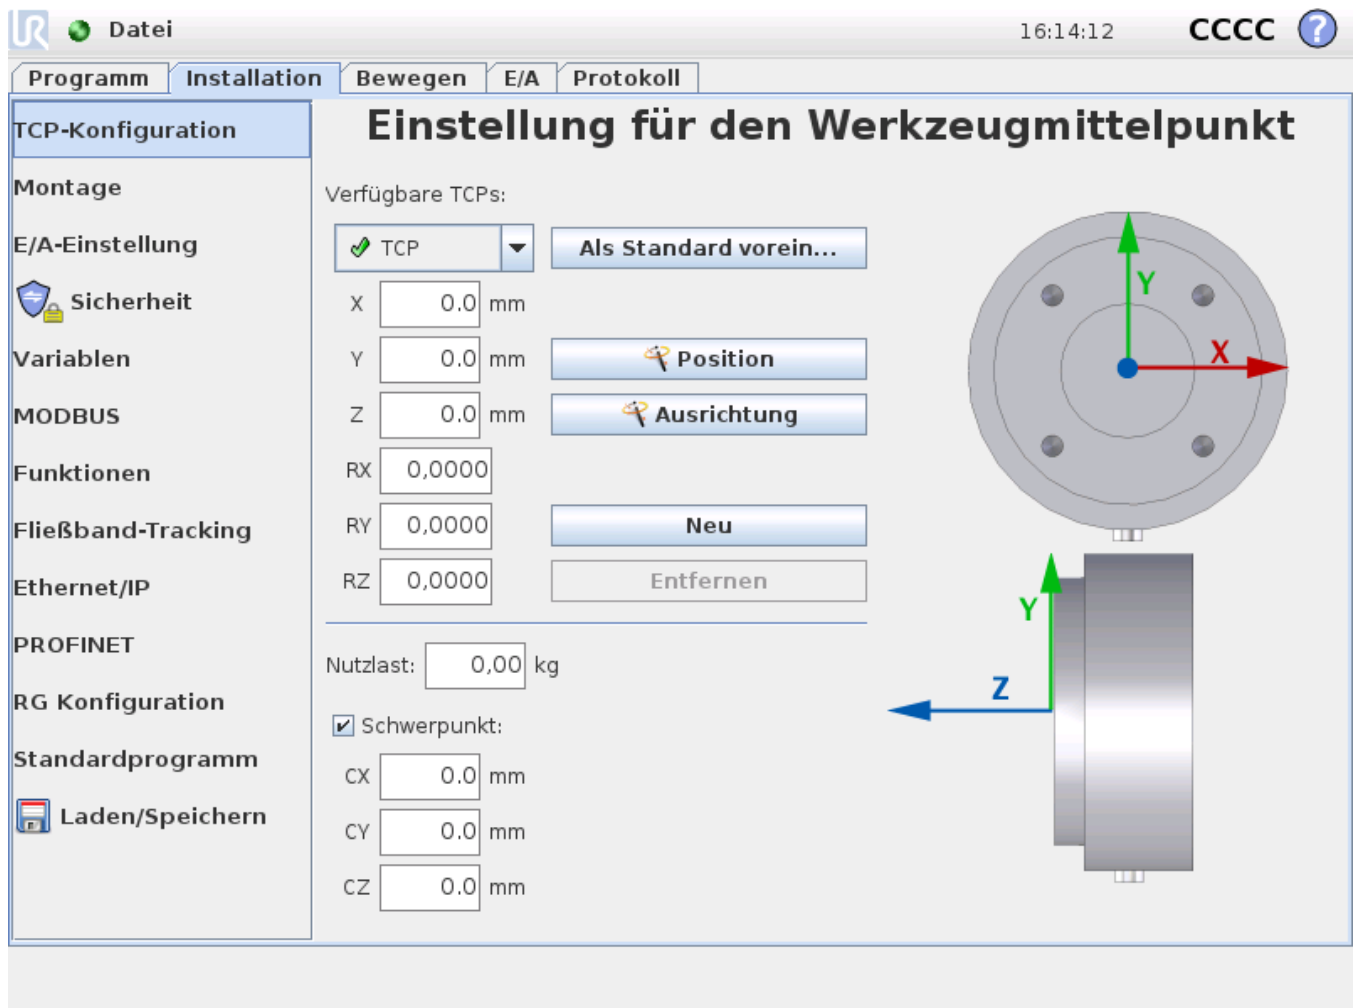 UR Datei 16:14:12 CCCC ?
Programm Installation Bewegen E/A Protokoll
TCP-Konfiguration
Montage
E/A-Einstellung
Sicherheit
Variablen
MODBUS
Funktionen
Fließband-Tracking
Ethernet/IP
PROFINET
RG Konfiguration
Standardprogramm
Laden/Speichern
Einstellung für den Werkzeugmittelpunkt
Verfügbare TCPs:
TCP Als Standard vorein...
X 0.0 mm
Y 0.0 mm Position
Z 0.0 mm Ausrichtung
RX 0,0000
RY 0,0000 Neu
RZ 0,0000 Entfernen
Nutzlast: 0,00 kg
Schwerpunkt:
CX 0.0 mm
CY 0.0 mm
CZ 0.0 mm
Y
X
Y
Z